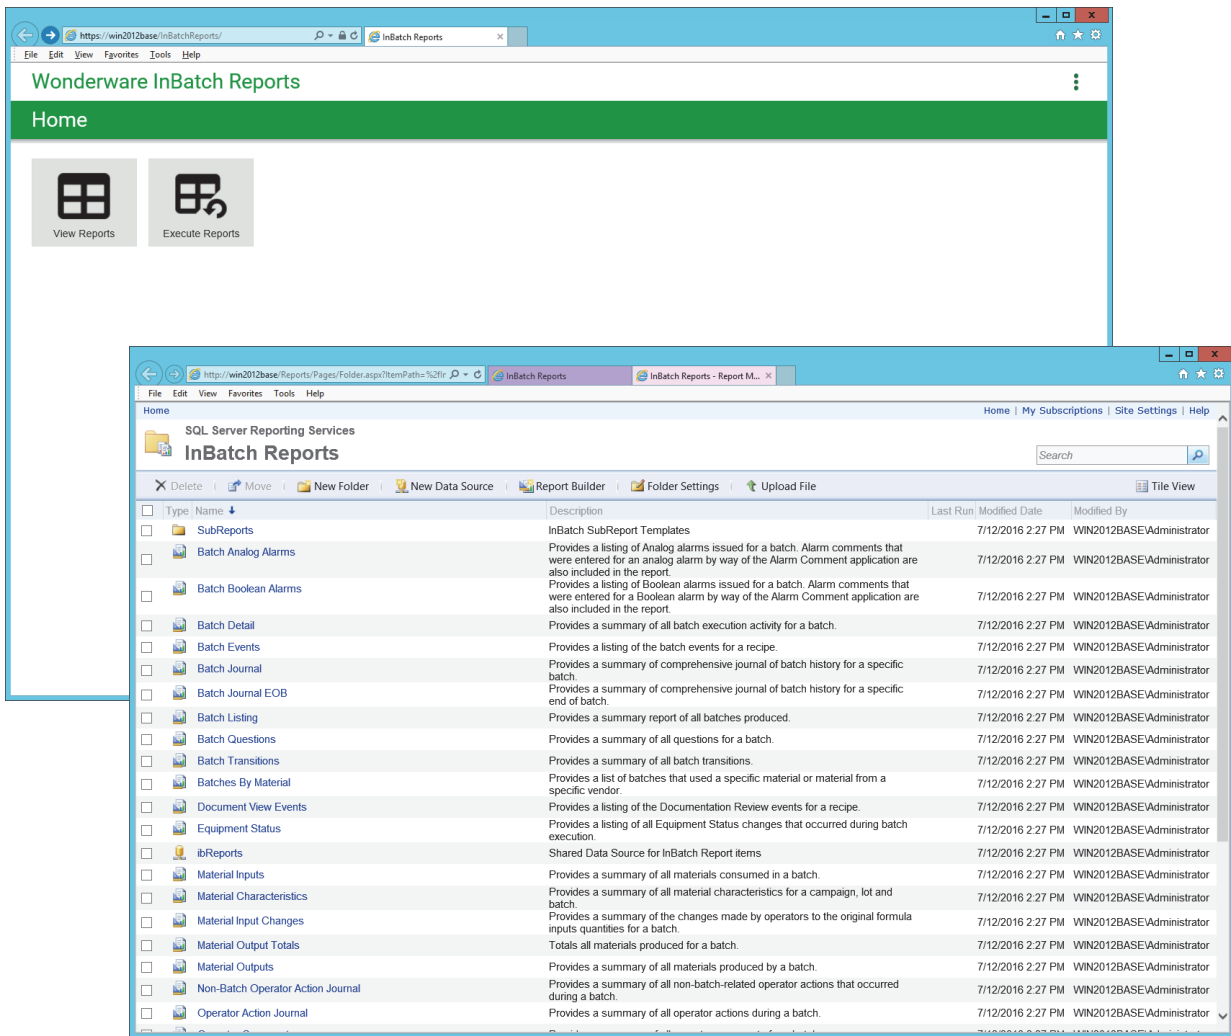 https://win2012base/InBatchReports/
InBatch Reports
File Edit View Favorites Tools Help
Wonderware InBatch Reports
Home
View Reports
Execute Reports
http://win2012base/Reports/Pages/Folder.aspx?ItemPath=%2fIr
InBatch Reports
InBatch Reports - Report M...
File Edit View Favorites Tools Help
Home
Home | My Subscriptions | Site Settings | Help
SQL Server Reporting Services
InBatch Reports
Search
Delete Move New Folder New Data Source Report Builder Folder Settings Upload File Tile View
Type Name Description Last Run Modified Date Modified By
SubReports InBatch SubReport Templates 7/12/2016 2:27 PM WIN2012BASE\Administrator
Batch Analog Alarms Provides a listing of Analog alarms issued for a batch. Alarm comments that
were entered for an analog alarm by way of the Alarm Comment application are
also included in the report. 7/12/2016 2:27 PM WIN2012BASE\Administrator
Batch Boolean Alarms Provides a listing of Boolean alarms issued for a batch. Alarm comments that
were entered for a Boolean alarm by way of the Alarm Comment application are
also included in the report. 7/12/2016 2:27 PM WIN2012BASE\Administrator
Batch Detail Provides a summary of all batch execution activity for a batch. 7/12/2016 2:27 PM WIN2012BASE\Administrator
Batch Events Provides a listing of the batch events for a recipe. 7/12/2016 2:27 PM WIN2012BASE\Administrator
Batch Journal Provides a summary of comprehensive journal of batch history for a specific
batch. 7/12/2016 2:27 PM WIN2012BASE\Administrator
Batch Journal EOB Provides a summary of comprehensive journal of batch history for a specific
end of batch. 7/12/2016 2:27 PM WIN2012BASE\Administrator
Batch Listing Provides a summary report of all batches produced. 7/12/2016 2:27 PM WIN2012BASE\Administrator
Batch Questions Provides a summary of all questions for a batch. 7/12/2016 2:27 PM WIN2012BASE\Administrator
Batch Transitions Provides a summary of all batch transitions. 7/12/2016 2:27 PM WIN2012BASE\Administrator
Batches By Material Provides a list of batches that used a specific material or material from a
specific vendor. 7/12/2016 2:27 PM WIN2012BASE\Administrator
Document View Events Provides a listing of the Documentation Review events for a recipe. 7/12/2016 2:27 PM WIN2012BASE\Administrator
Equipment Status Provides a listing of all Equipment Status changes that occurred during batch
execution. 7/12/2016 2:27 PM WIN2012BASE\Administrator
ibReports Shared Data Source for InBatch Report items 7/12/2016 2:27 PM WIN2012BASE\Administrator
Material Inputs Provides a summary of all materials consumed in a batch. 7/12/2016 2:27 PM WIN2012BASE\Administrator
Material Characteristics Provides a summary of all material characteristics for a campaign, lot and
batch. 7/12/2016 2:27 PM WIN2012BASE\Administrator
Material Input Changes Provides a summary of the changes made by operators to the original formula
inputs quantities for a batch. 7/12/2016 2:27 PM WIN2012BASE\Administrator
Material Output Totals Totals all materials produced for a batch. 7/12/2016 2:27 PM WIN2012BASE\Administrator
Material Outputs Provides a summary of all materials produced by a batch. 7/12/2016 2:27 PM WIN2012BASE\Administrator
Non-Batch Operator Action Journal Provides a summary of all non-batch-related operator actions that occurred
during a batch. 7/12/2016 2:27 PM WIN2012BASE\Administrator
Operator Action Journal Provides a summary of all operator actions during a batch. 7/12/2016 2:27 PM WIN2012BASE\Administrator